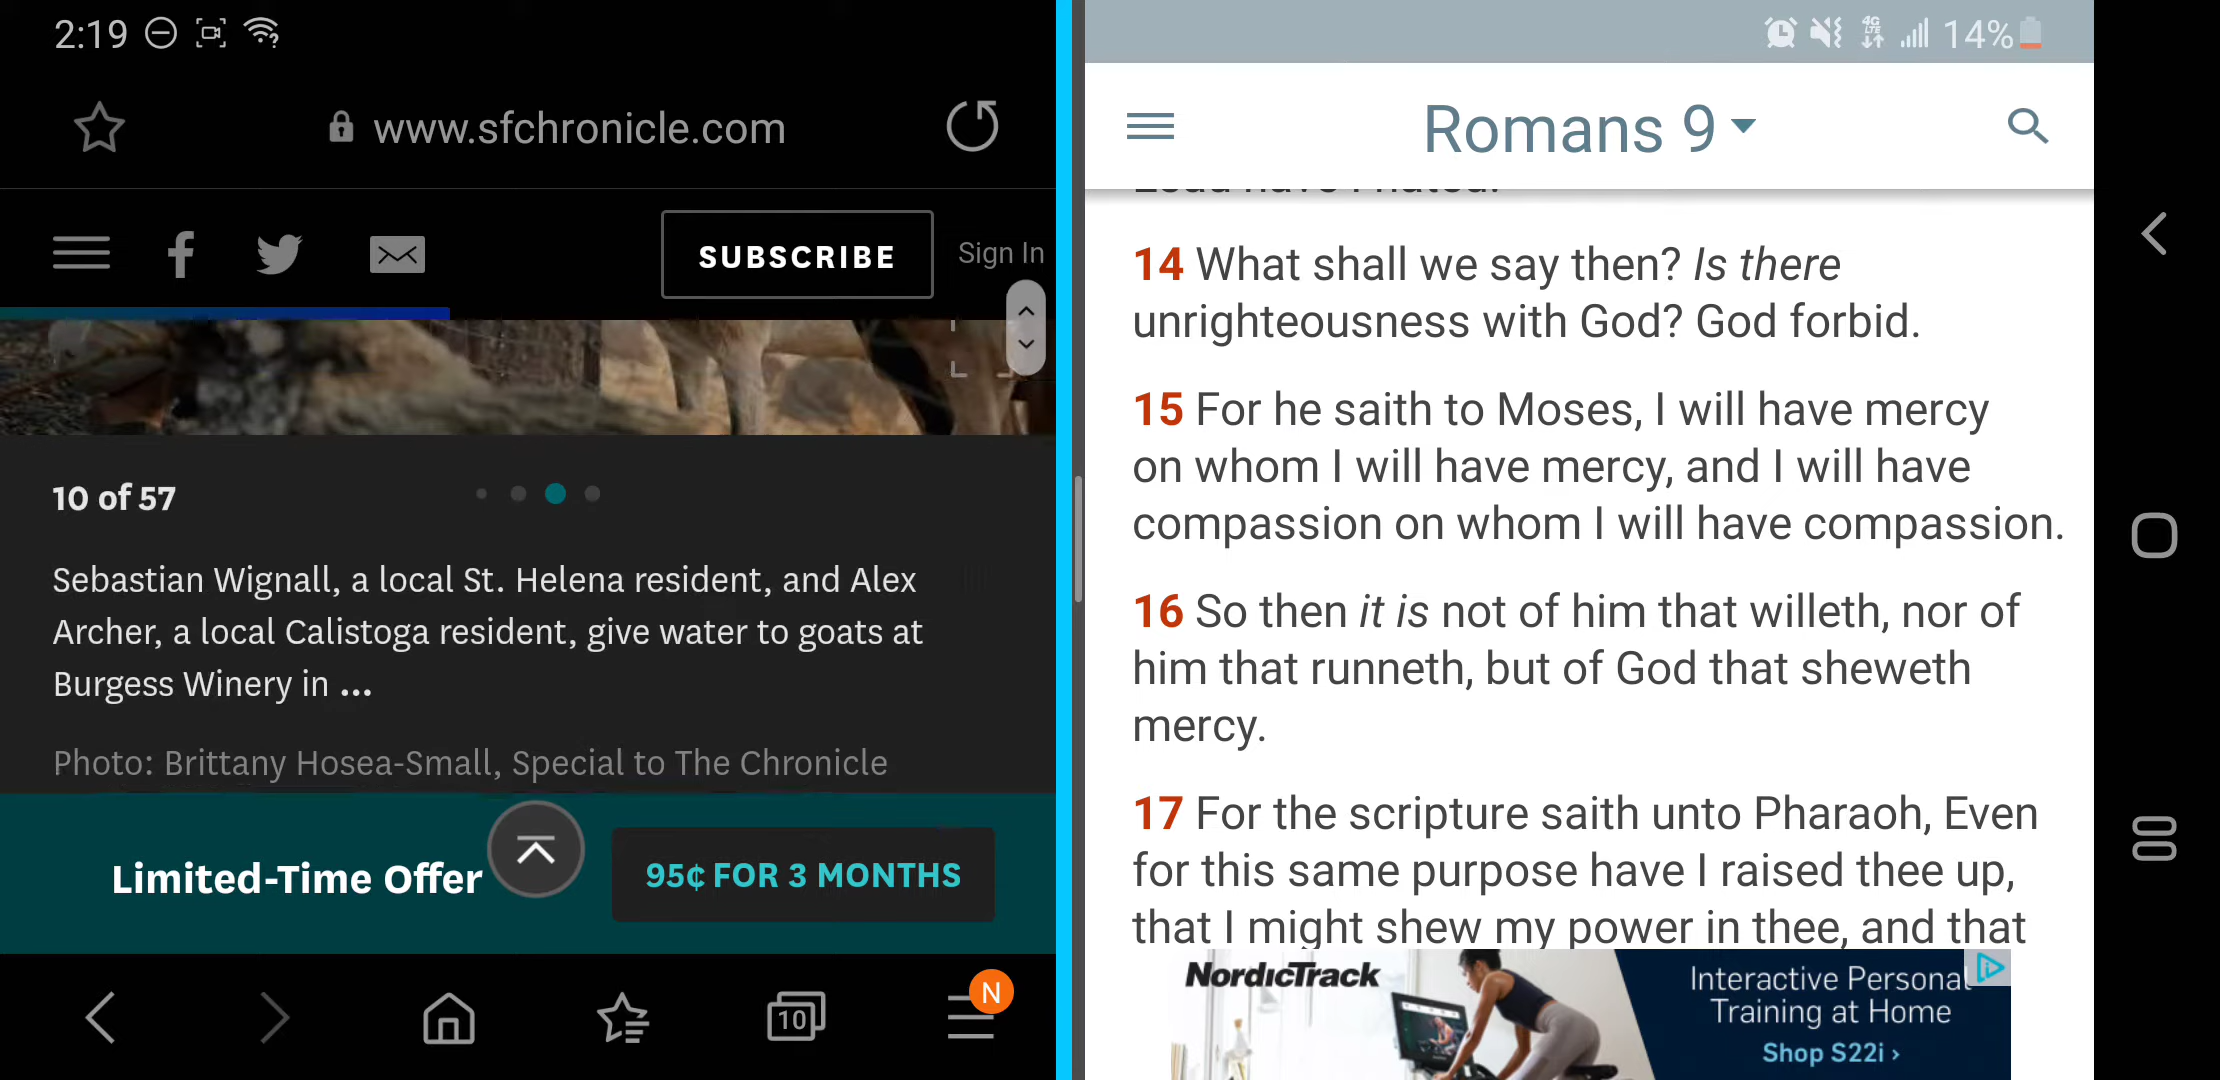 2:19
www.sfchronicle.com
SUBSCRIBE
Sign In
10 of 57
Sebastian Wignall, a local St. Helena resident, and Alex
Archer, a local Calistoga resident, give water to goats at
Burgess Winery in ...
Photo: Brittany Hosea-Small, Special to The Chronicle
Limited-Time Offer
95¢ FOR 3 MONTHS
10
N
4G
LTE
14%
Romans 9
14 What shall we say then? Is there
unrighteousness with God? God forbid.
15 For he saith to Moses, I will have mercy
on whom I will have mercy, and I will have
compassion on whom I will have compassion.
16 So then it is not of him that willeth, nor of
him that runneth, but of God that sheweth
mercy.
17 For the scripture saith unto Pharaoh, Even
for this same purpose have I raised thee up,
that I might shew my power in thee, and that
NordicTrack
Interactive Personal
Training at Home
Shop S22i ›